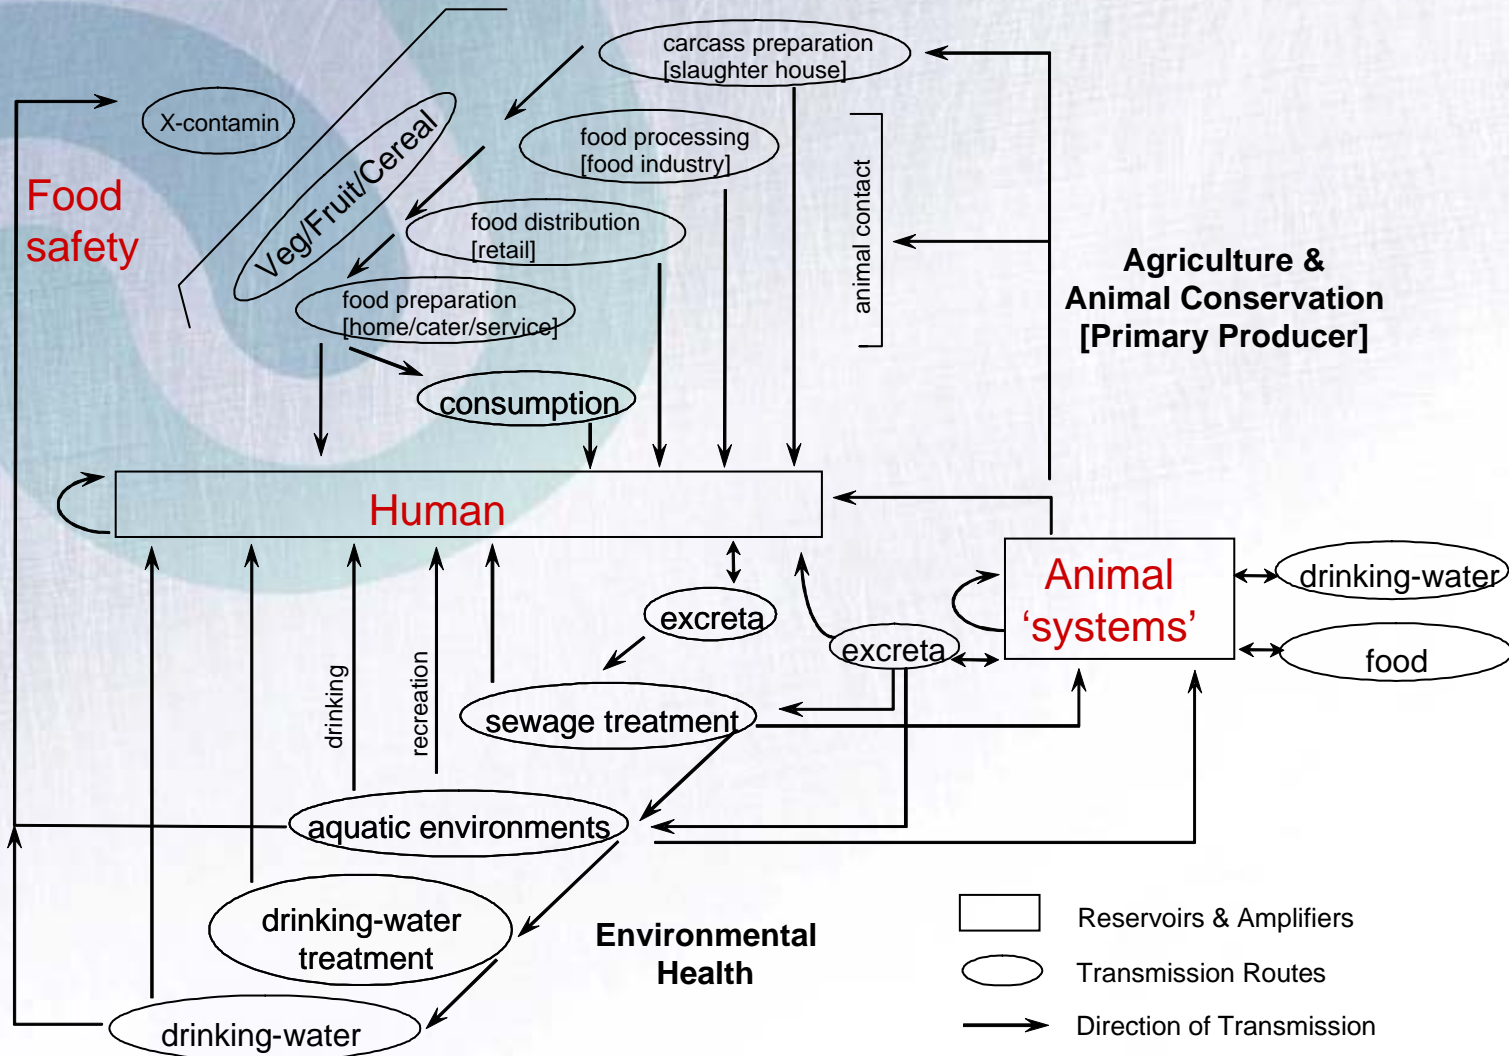 carcass preparation
[slaughter house]
X-contamin
Veg/Fruit/Cereal
food processing
[food industry]
animal contact
Food
safety
food distribution
[retail]
Agriculture &
Animal Conservation
[Primary Producer]
food preparation
[home/cater/service]
consumption
Human
Animal
‘systems’
drinking-water
food
excreta
excreta
drinking
recreation
sewage treatment
aquatic environments
drinking-water
treatment
Environmental
Health
drinking-water
Reservoirs & Amplifiers
Transmission Routes
Direction of Transmission